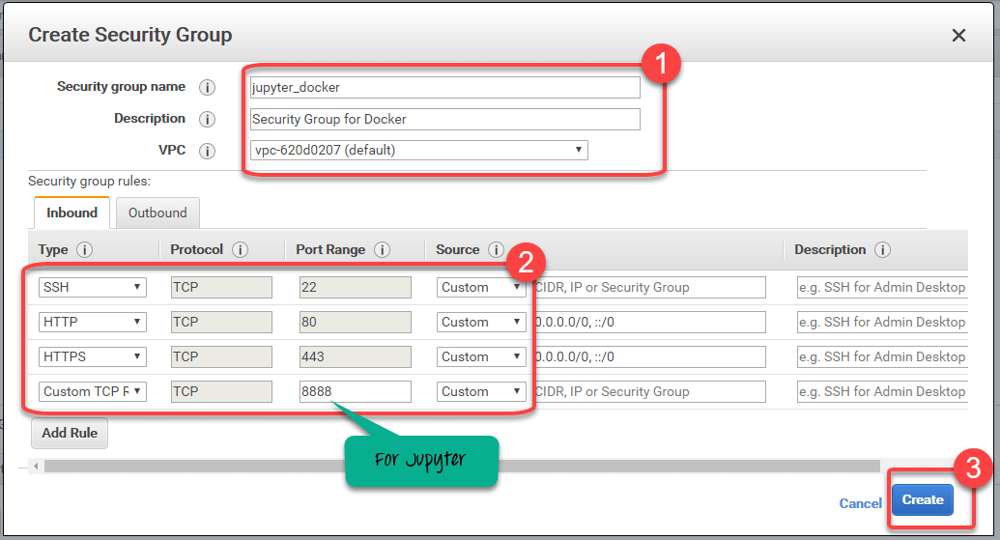 Create Security Group ×
1
Security group name i jupyter_docker
Description i Security Group for Docker
VPC i vpc-620d0207 (default)
Security group rules:
Inbound Outbound
Type i Protocol i Port Range i Source i Description i
2
SSH TCP 22 Custom CIDR, IP or Security Group e.g. SSH for Admin Desktop
HTTP TCP 80 Custom 0.0.0.0/0, ::/0 e.g. SSH for Admin Desktop
HTTPS TCP 443 Custom 0.0.0.0/0, ::/0 e.g. SSH for Admin Desktop
Custom TCP R TCP 8888 Custom CIDR, IP or Security Group e.g. SSH for Admin Desktop
Add Rule
For Jupyter
3
Cancel Create